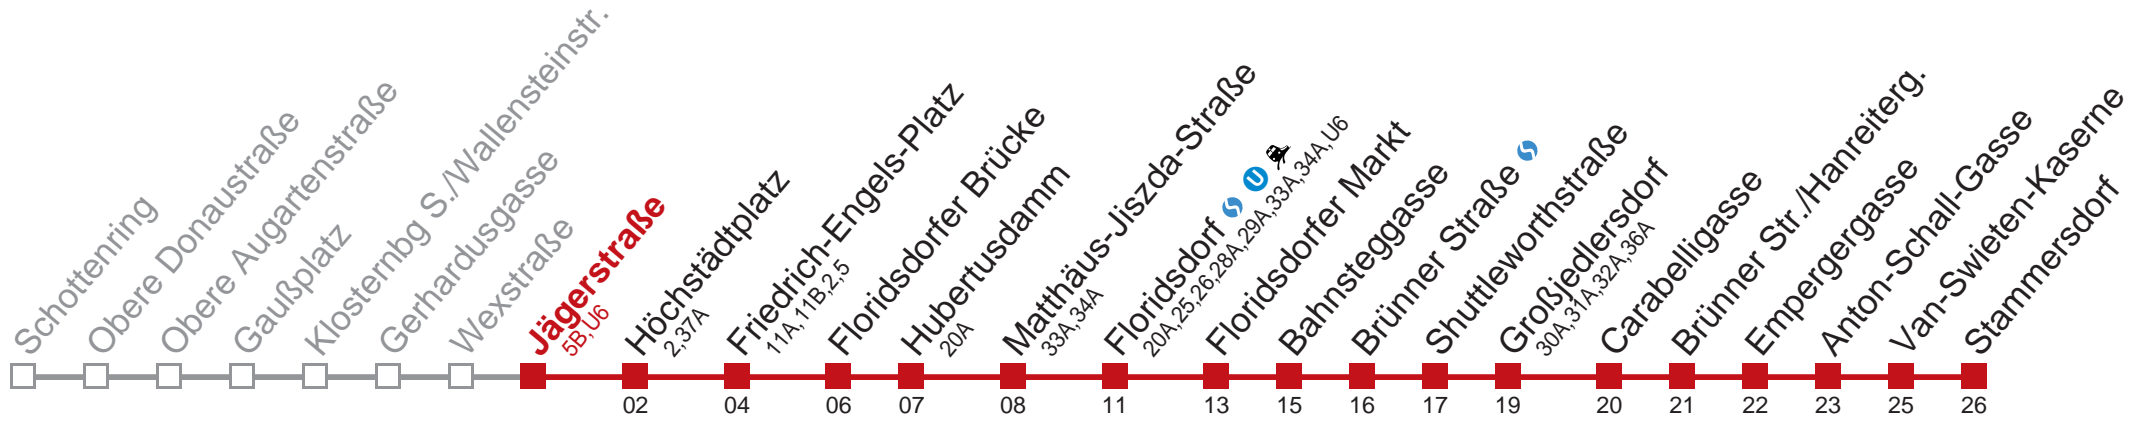 Schottenring
Obere Donaustraße
Obere Augartenstraße
Gaußplatz
Klosternbg S./Wallensteinstr.
Gerhardusgasse
Wexstraße
Jägerstraße
5B,U6
Höchstädtplatz
2,37A
Friedrich-Engels-Platz
11A,11B,2,5
Floridsdorfer Brücke
Hubertusdamm
20A
Matthäus-Jiszda-Straße
33A,34A
Floridsdorf S U
20A,25,26,28A,29A,33A,34A,U6
Floridsdorfer Markt
Bahnsteggasse
Brünner Straße S
Shuttleworthstraße
Großjedlersdorf
30A,31A,32A,36A
Carabelligasse
Brünner Str./Hanreiterg.
Empergergasse
Anton-Schall-Gasse
Van-Swieten-Kaserne
Stammersdorf
02 04 06 07 08 11 13 15 16 17 19 20 21 22 23 25 26